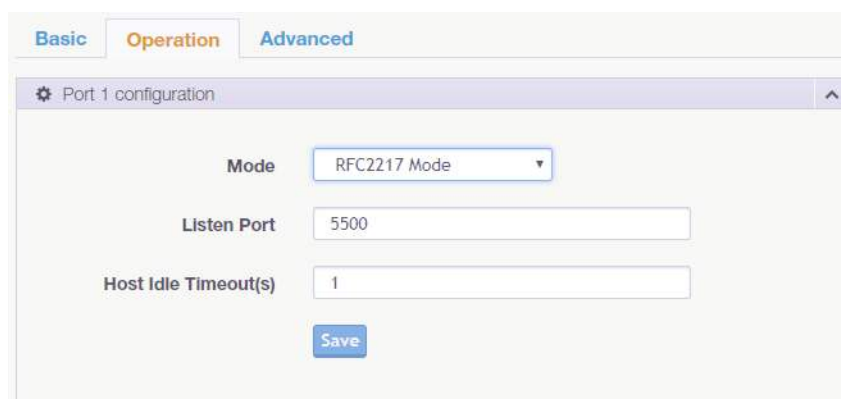 Basic Operation Advanced
Port 1 configuration
Mode RFC2217 Mode
Listen Port 5500
Host Idle Timeout(s) 1
Save